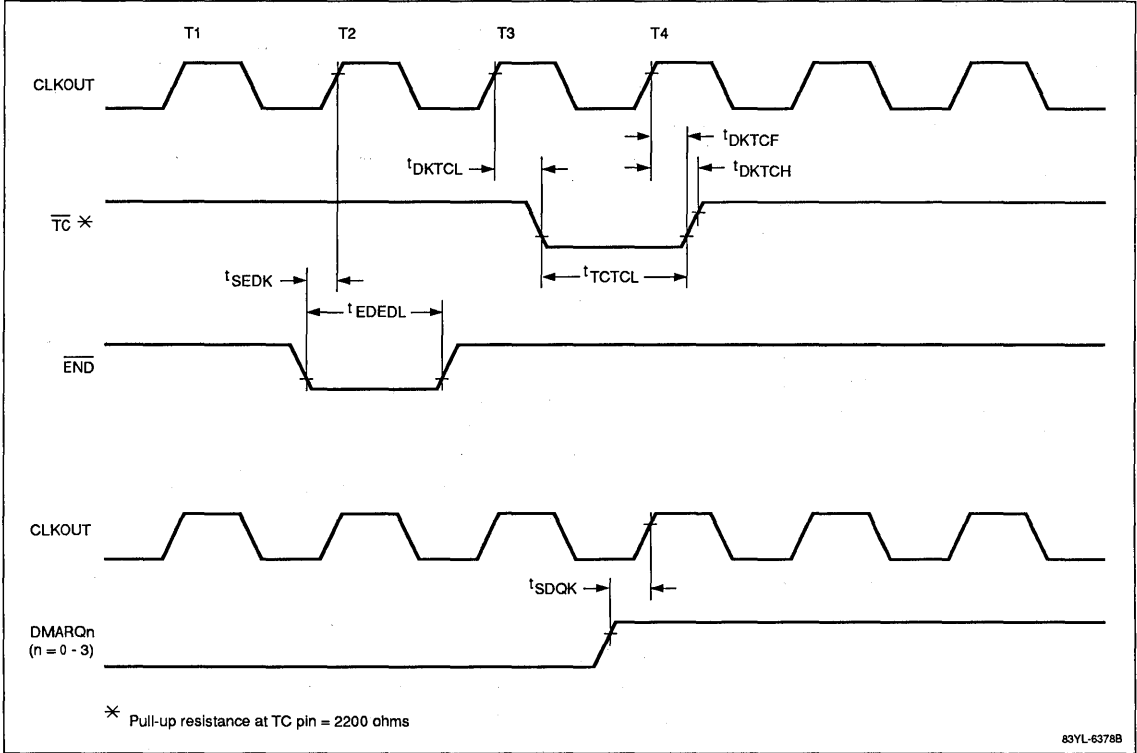 T1 T2 T3 T4
CLKOUT
tDKTCF
tDKTCL
tDKTCH
TC *
tSEDK
tTCTCL
tEDEDL
END
CLKOUT
tSDQK
DMARQn
(n = 0 - 3)
* Pull-up resistance at TC pin = 2200 ohms
83YL-6378B